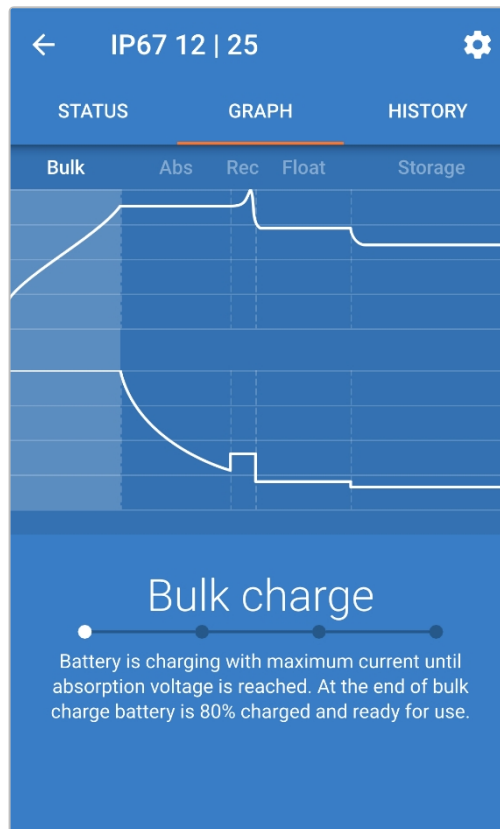 IP67 12 | 25
STATUS GRAPH HISTORY
Bulk Abs Rec Float Storage
Bulk charge
Battery is charging with maximum current until
absorption voltage is reached. At the end of bulk
charge battery is 80% charged and ready for use.